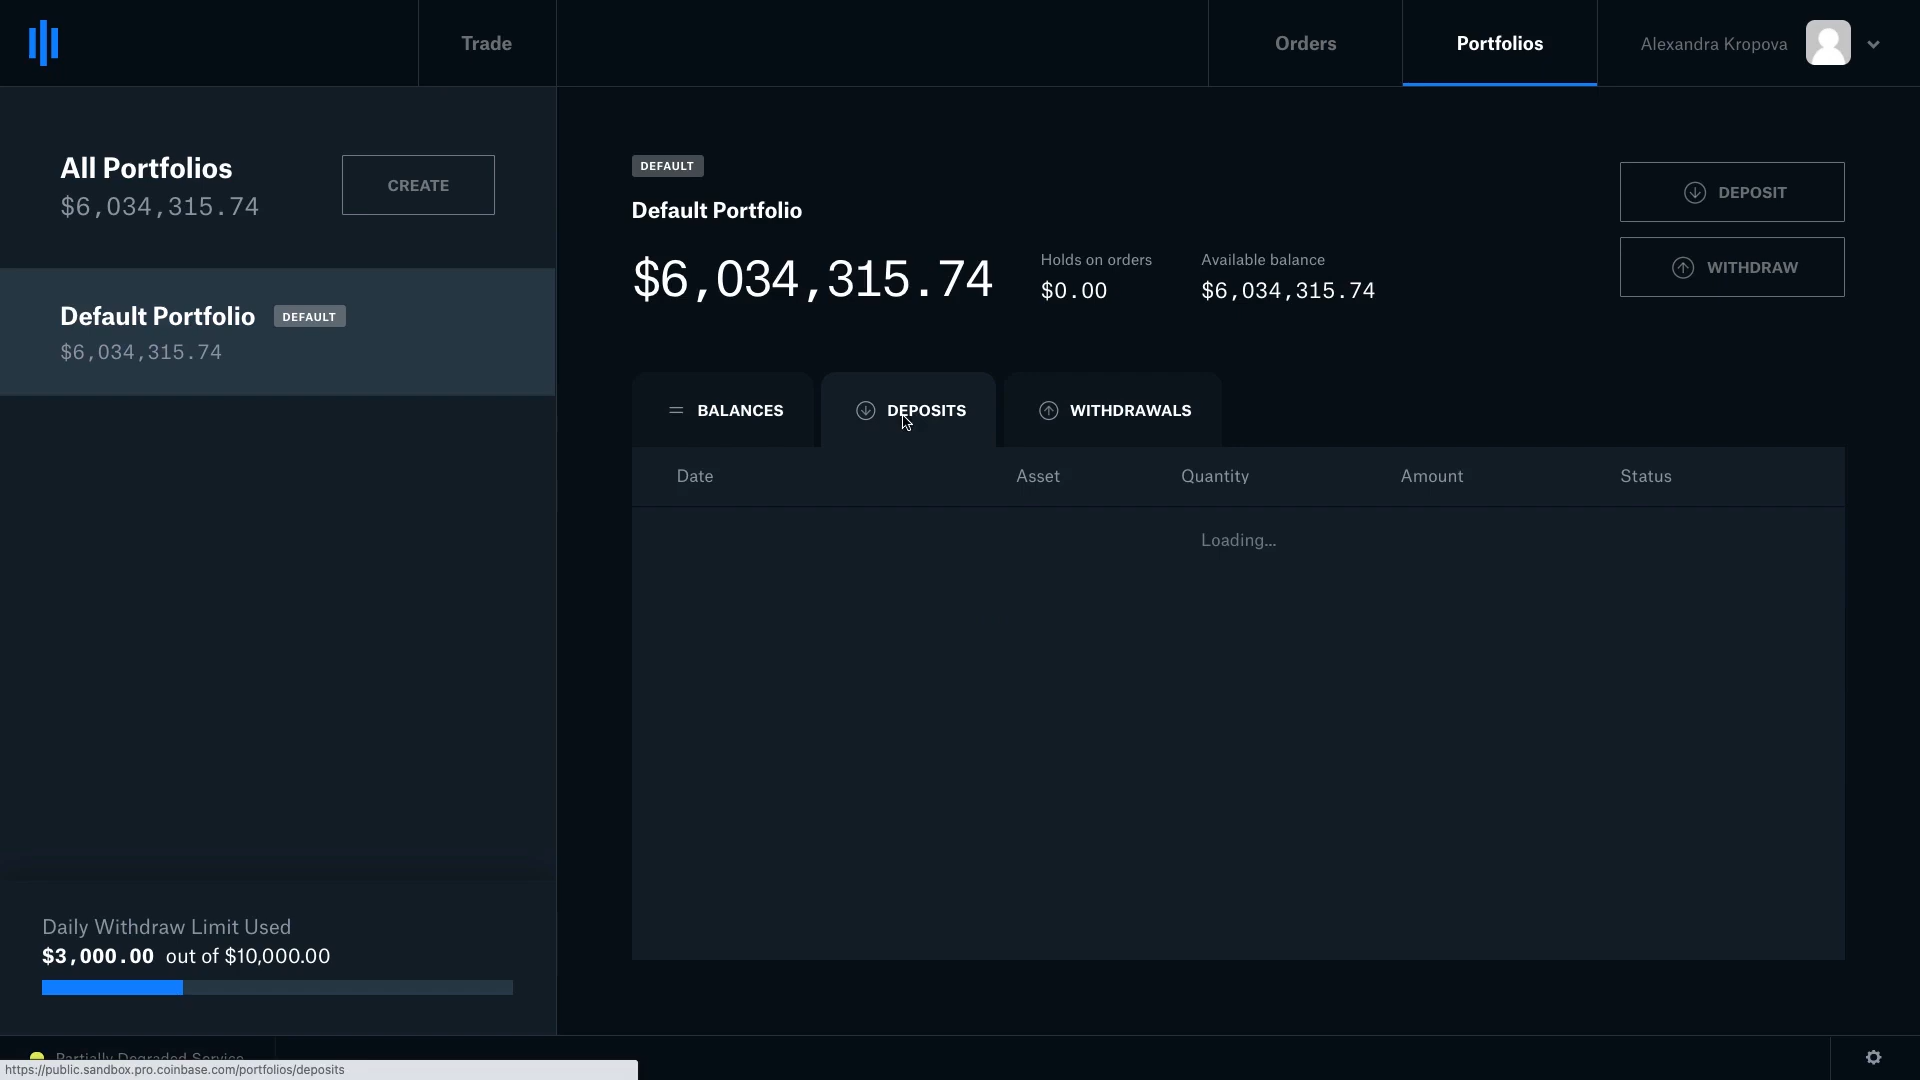 Trade
Orders
Portfolios
Alexandra Kropova
All Portfolios
$6,034,315.74
CREATE
Default Portfolio
DEFAULT
$6,034,315.74
DEFAULT
Default Portfolio
$6,034,315.74
Holds on orders
$0.00
Available balance
$6,034,315.74
DEPOSIT
WITHDRAW
BALANCES
DEPOSITS
WITHDRAWALS
Date
Asset
Quantity
Amount
Status
Loading...
Daily Withdraw Limit Used
$3,000.00 out of $10,000.00
Partially Degraded Service
https://public.sandbox.pro.coinbase.com/portfolios/deposits